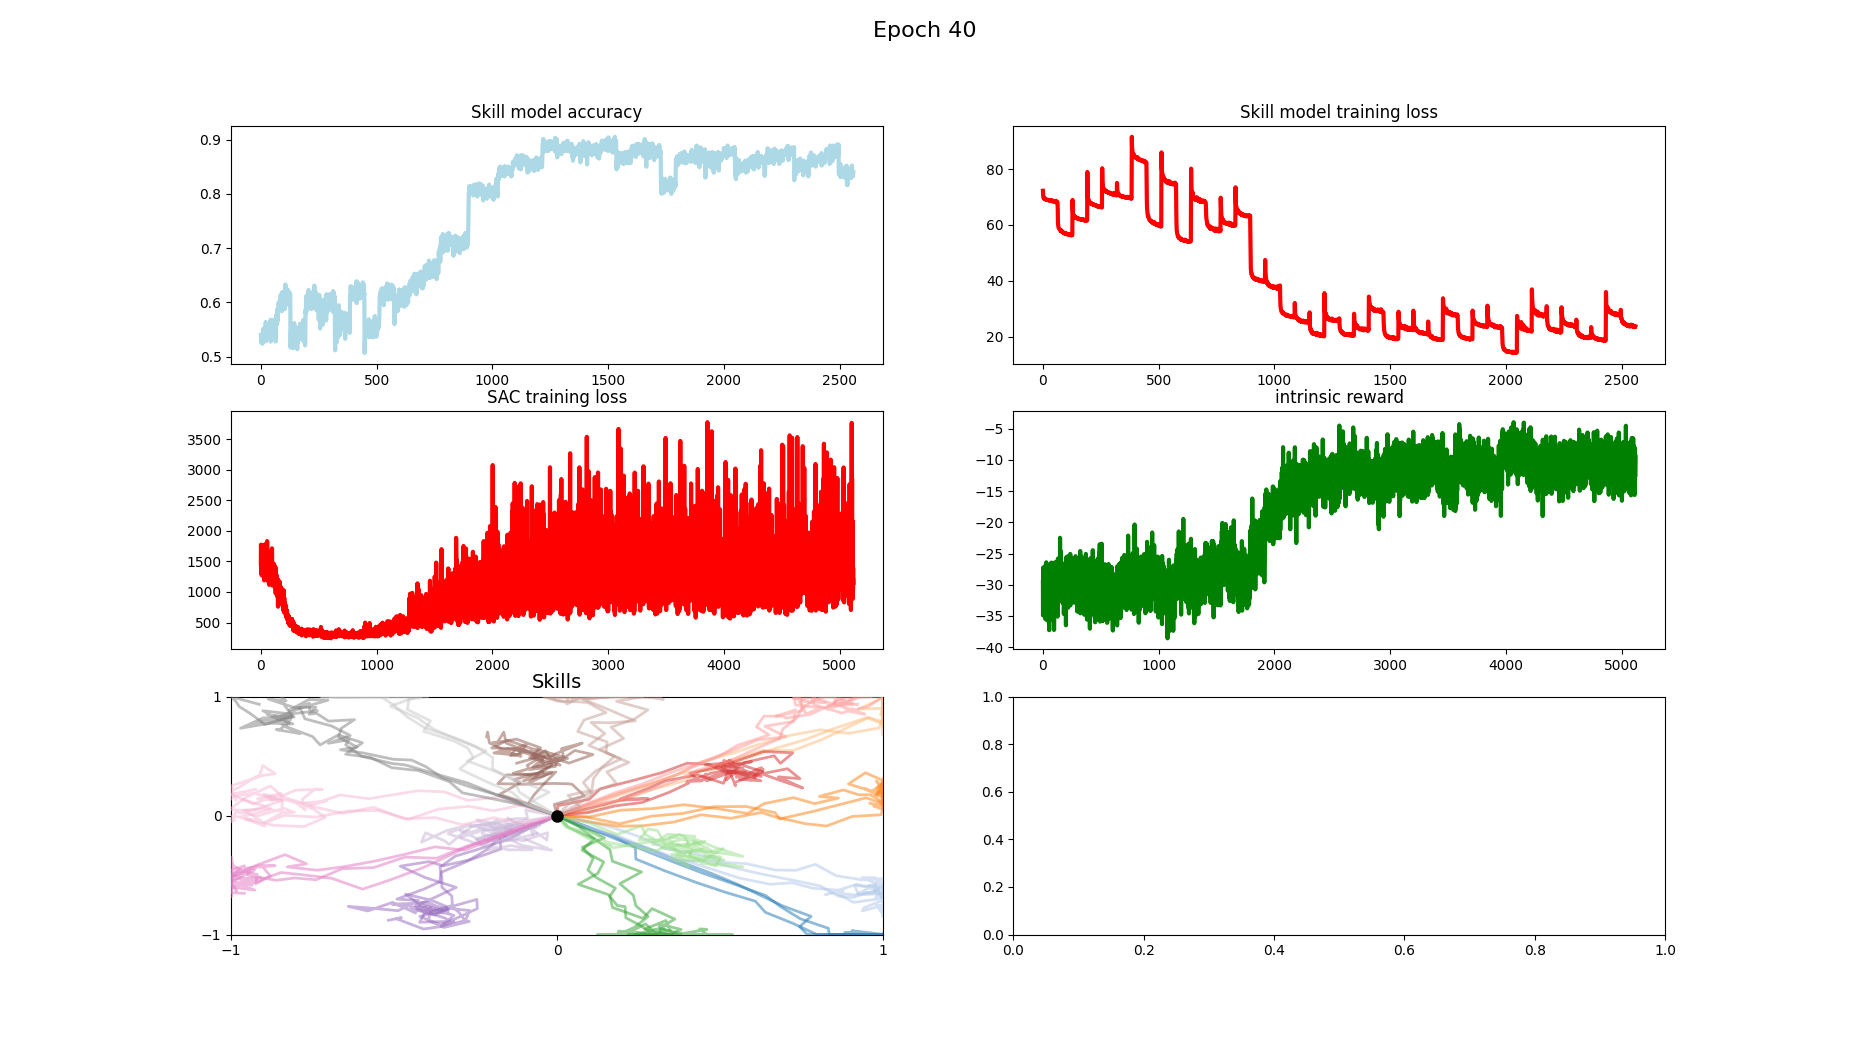 Epoch 40
Skill model accuracy
0.9
0.8
0.7
0.6
0.5
0 500 1000 1500 2000 2500
Skill model training loss
80
60
40
20
0 500 1000 1500 2000 2500
SAC training loss
3500
3000
2500
2000
1500
1000
500
0 1000 2000 3000 4000 5000
intrinsic reward
−5
−10
−15
−20
−25
−30
−35
−40
0 1000 2000 3000 4000 5000
Skills
1
0
−1
−1 0 1
1.0
0.8
0.6
0.4
0.2
0.0
0.0 0.2 0.4 0.6 0.8 1.0